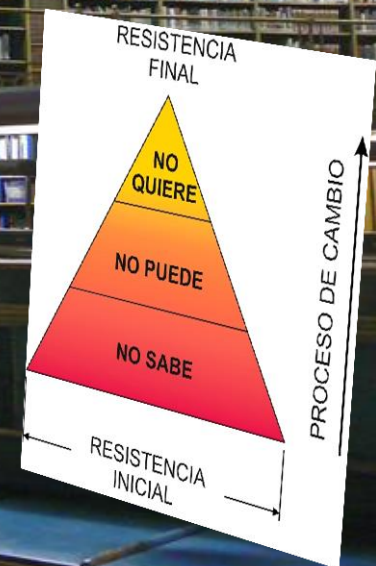 RESISTENCIA
FINAL
NO
QUIERE
NO PUEDE
NO SABE
PROCESO DE CAMBIO
RESISTENCIA
INICIAL